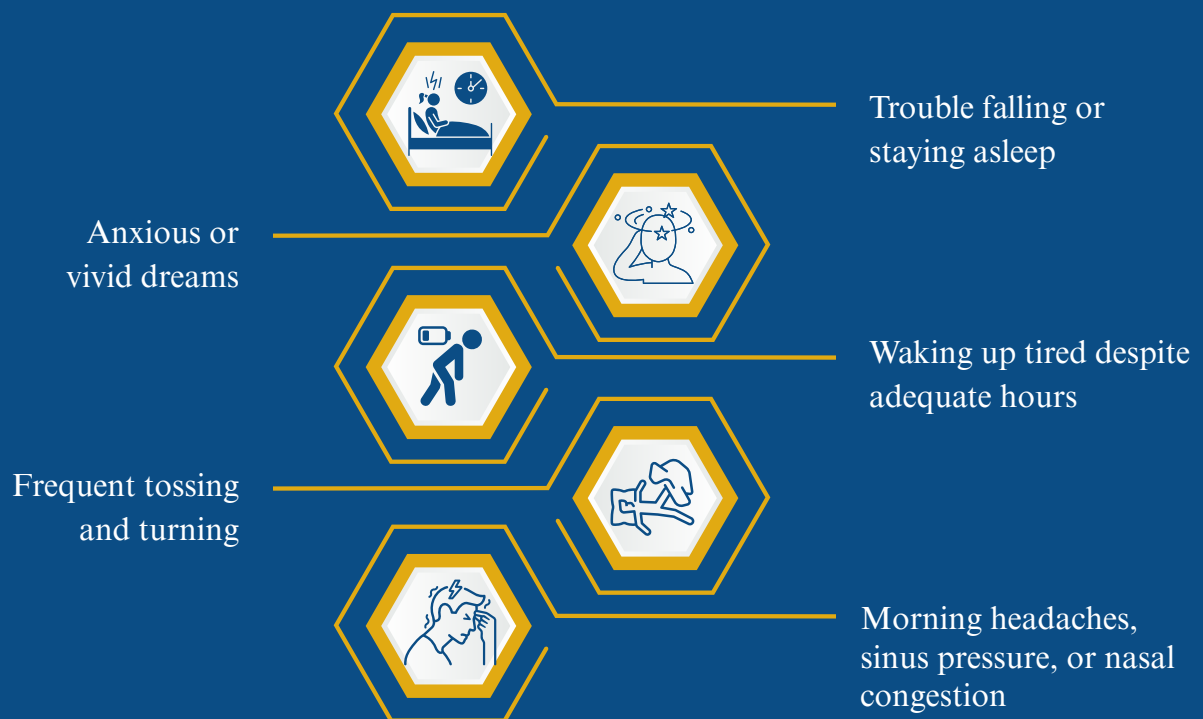 Trouble falling or
staying asleep
Anxious or
vivid dreams
Waking up tired despite
adequate hours
Frequent tossing
and turning
Morning headaches,
sinus pressure, or nasal
congestion